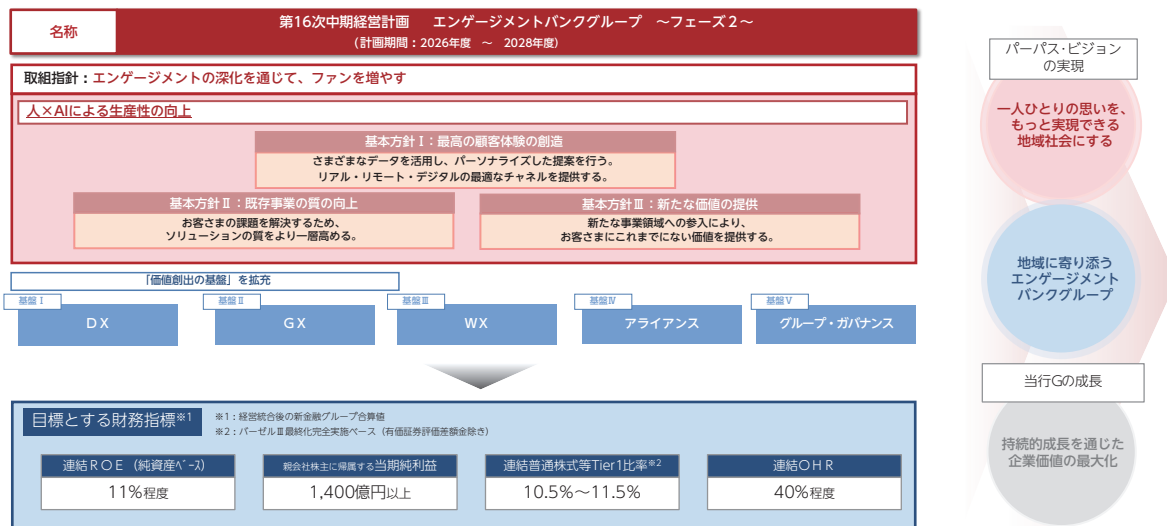 名称
第16次中期経営計画 エンゲージメントバンクグループ ～フェーズ２～
（計画期間：2026年度 ～ 2028年度）
取組指針：エンゲージメントの深化を通じて、ファンを増やす
人×AIによる生産性の向上
基本方針Ⅰ：最高の顧客体験の創造
さまざまなデータを活用し、パーソナライズした提案を行う。
リアル・リモート・デジタルの最適なチャネルを提供する。
基本方針Ⅱ：既存事業の質の向上
お客さまの課題を解決するため、
ソリューションの質をより一層高める。
基本方針Ⅲ：新たな価値の提供
新たな事業領域への参入により、
お客さまにこれまでにない価値を提供する。
「価値創出の基盤」を拡充
基盤Ⅰ
DX
基盤Ⅱ
GX
基盤Ⅲ
WX
基盤Ⅳ
アライアンス
基盤Ⅴ
グループ・ガバナンス
目標とする財務指標※1
※1：経営統合後の新金融グループ合算値
※2：バーゼルⅢ最終化完全実施ベース（有価証券評価差額金除き）
連結ＲＯＥ（純資産ﾍﾞｰｽ）
11%程度
親会社株主に帰属する当期純利益
1,400億円以上
連結普通株式等Tier1比率※2
10.5%～11.5%
連結ＯＨＲ
40%程度
パーパス・ビジョン
の実現
一人ひとりの思いを、
もっと実現できる
地域社会にする
地域に寄り添う
エンゲージメント
バンクグループ
当行Gの成長
持続的成長を通じた
企業価値の最大化